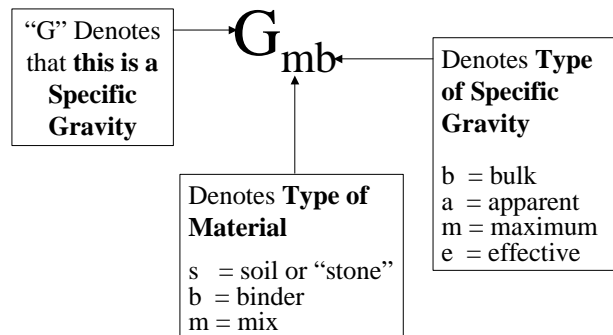 “G” Denotes
that this is a
Specific
Gravity
Gmb
Denotes Type
of Specific
Gravity
b = bulk
a = apparent
m = maximum
e = effective
Denotes Type of
Material
s = soil or “stone”
b = binder
m = mix